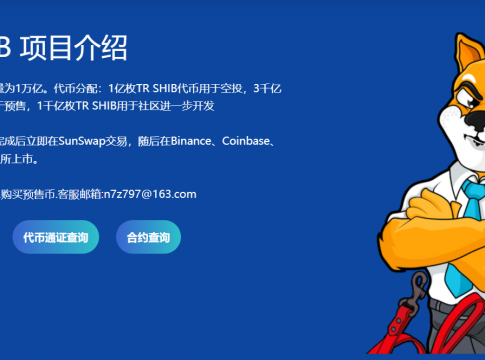 B 项目介绍
量为1万亿。代币分配：1亿枚TR SHIB代币用于空投，3千亿
于预售，1千亿枚TR SHIB用于社区进一步开发
完成后立即在SunSwap交易，随后在Binance、Coinbase、
所上市。
购买预售币.客服邮箱:n7z797@163.com
代币通证查询
合约查询